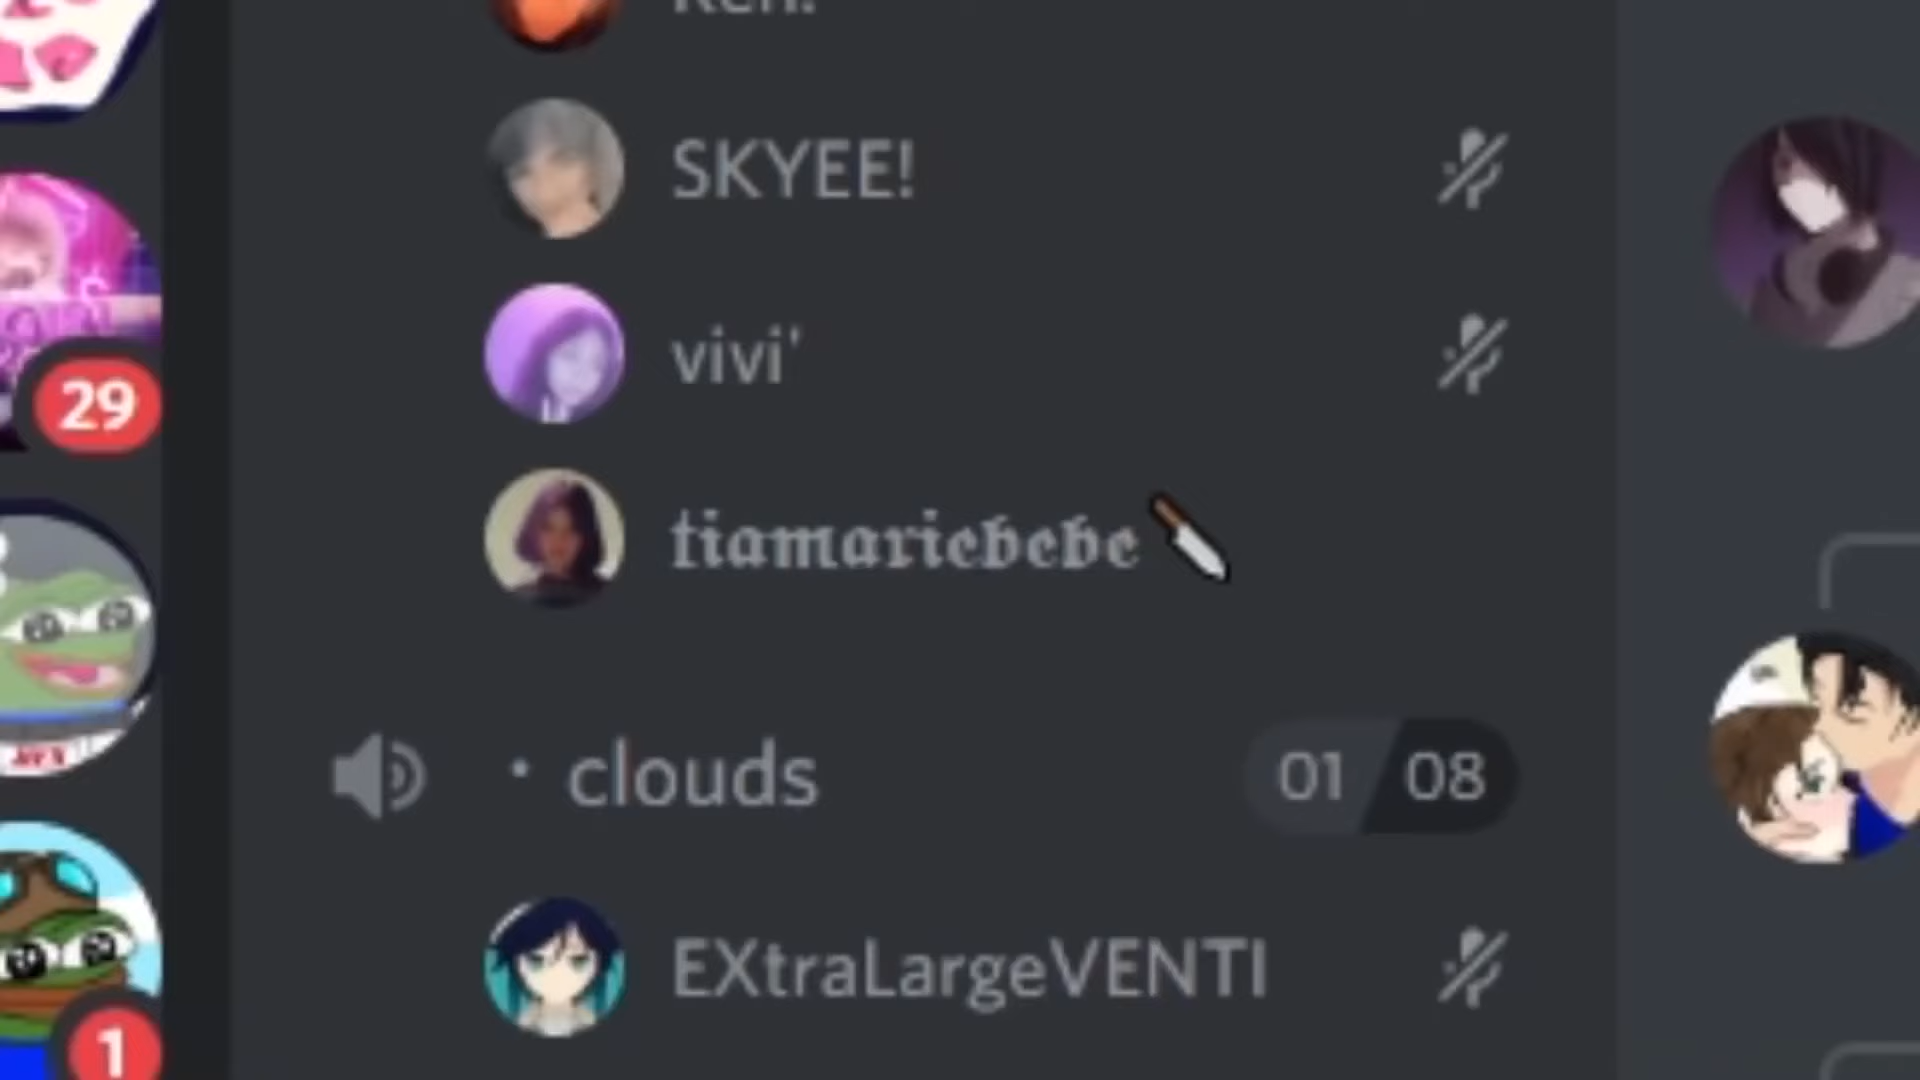 SKYEE!
vivi'
29
𝖙𝖎𝖆𝖒𝖆𝖗𝖎𝖊𝖇𝖊𝖇𝖊🔪
· clouds
01 08
EXtraLargeVENTI
1